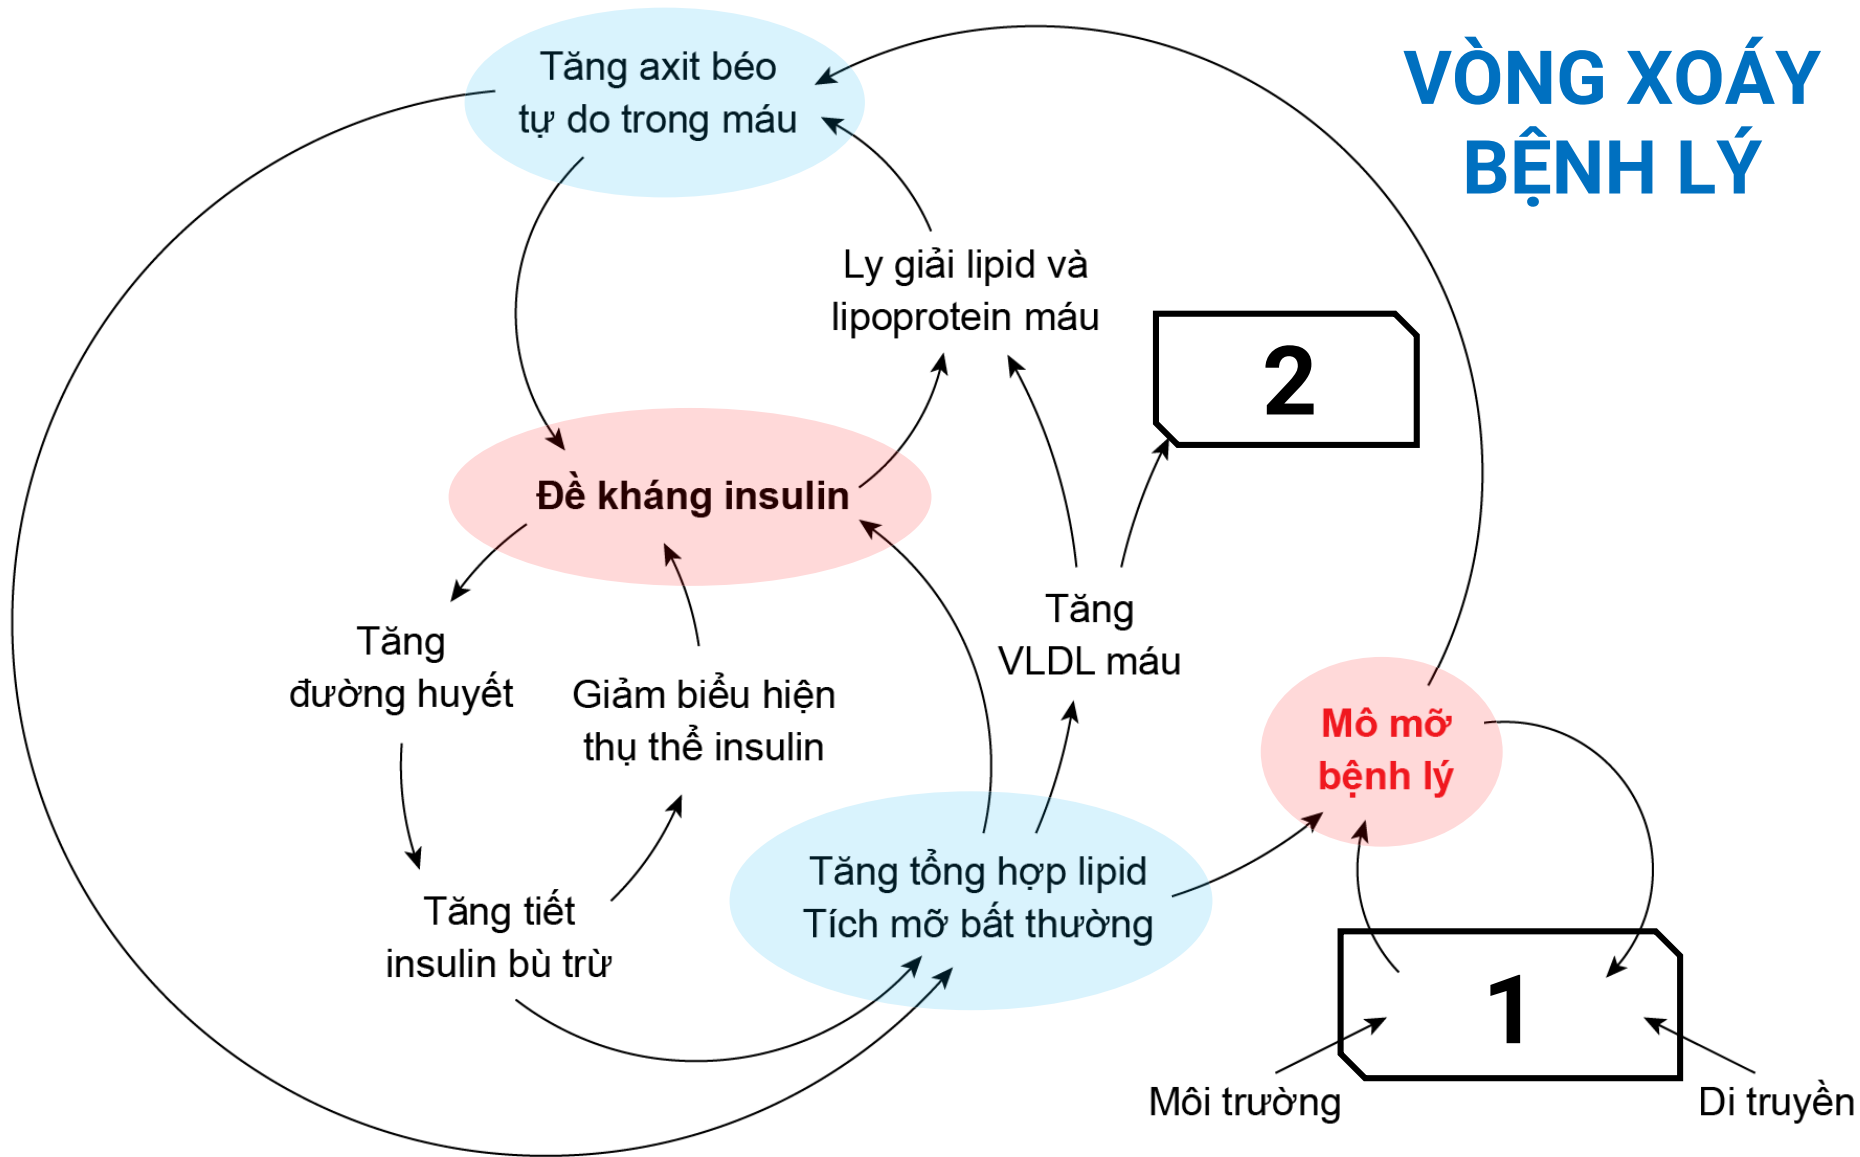 VÒNG XOÁY
BỆNH LÝ
Tăng axit béo
tự do trong máu
Ly giải lipid và
lipoprotein máu
2
Đề kháng insulin
Tăng
đường huyết
Giảm biểu hiện
thụ thể insulin
Tăng
VLDL máu
Mô mỡ
bệnh lý
Tăng tiết
insulin bù trừ
Tăng tổng hợp lipid
Tích mỡ bất thường
1
Môi trường
Di truyền